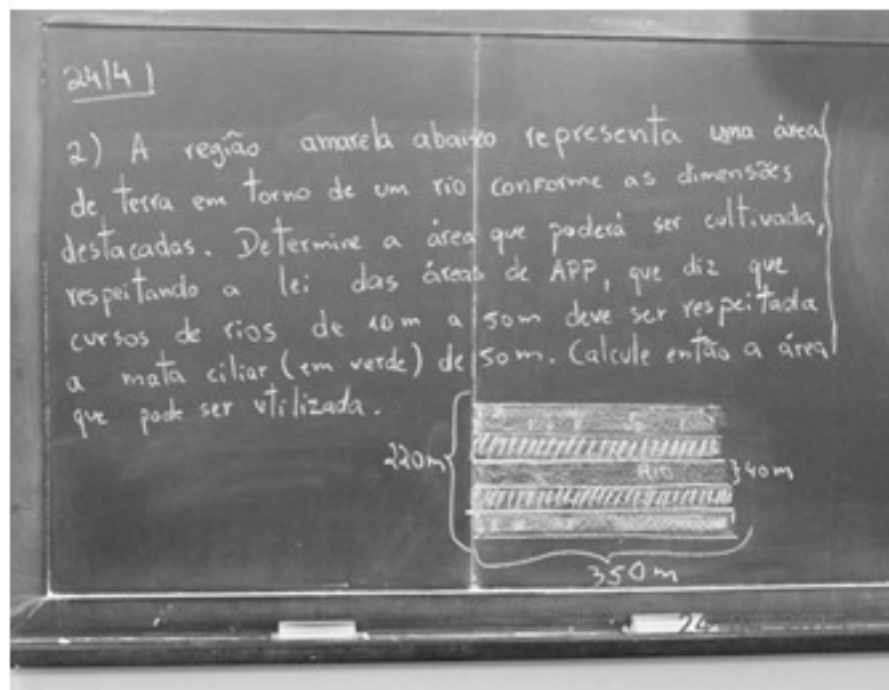 24/4
2) A região amarela abaixo representa uma área
de terra em torno de um rio conforme as dimensões
destacadas. Determine a área que poderá ser cultivada,
respeitando a lei das áreas de APP, que diz que
cursos de rios de 10m a 50m deve ser respeitada
a mata ciliar (em verde) de 50m. Calcule então a área
que pode ser utilizada.
220m
RIO
40m
350m